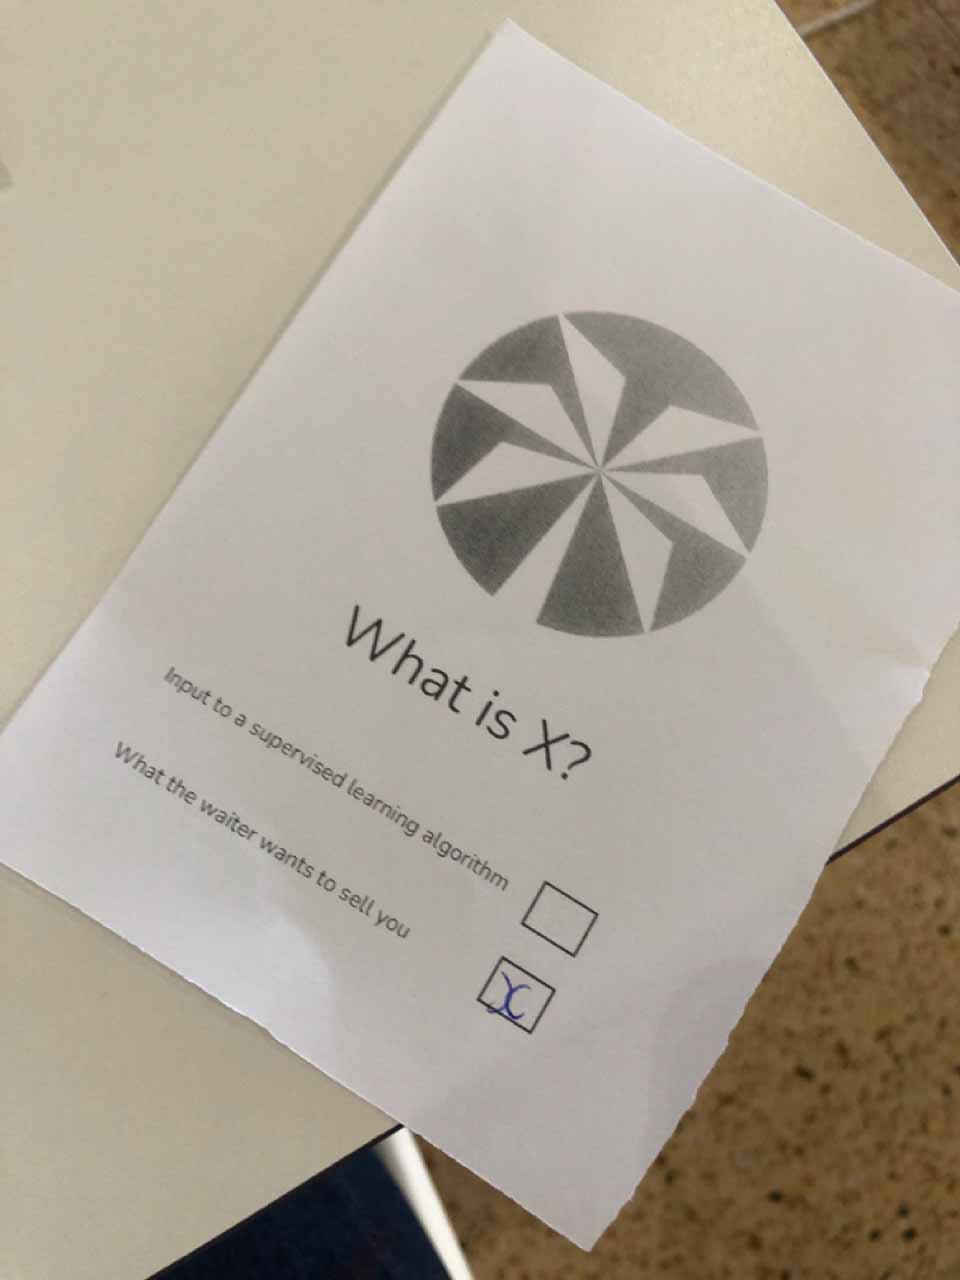 What is X?
Input to a supervised learning algorithm
What the waiter wants to sell you x